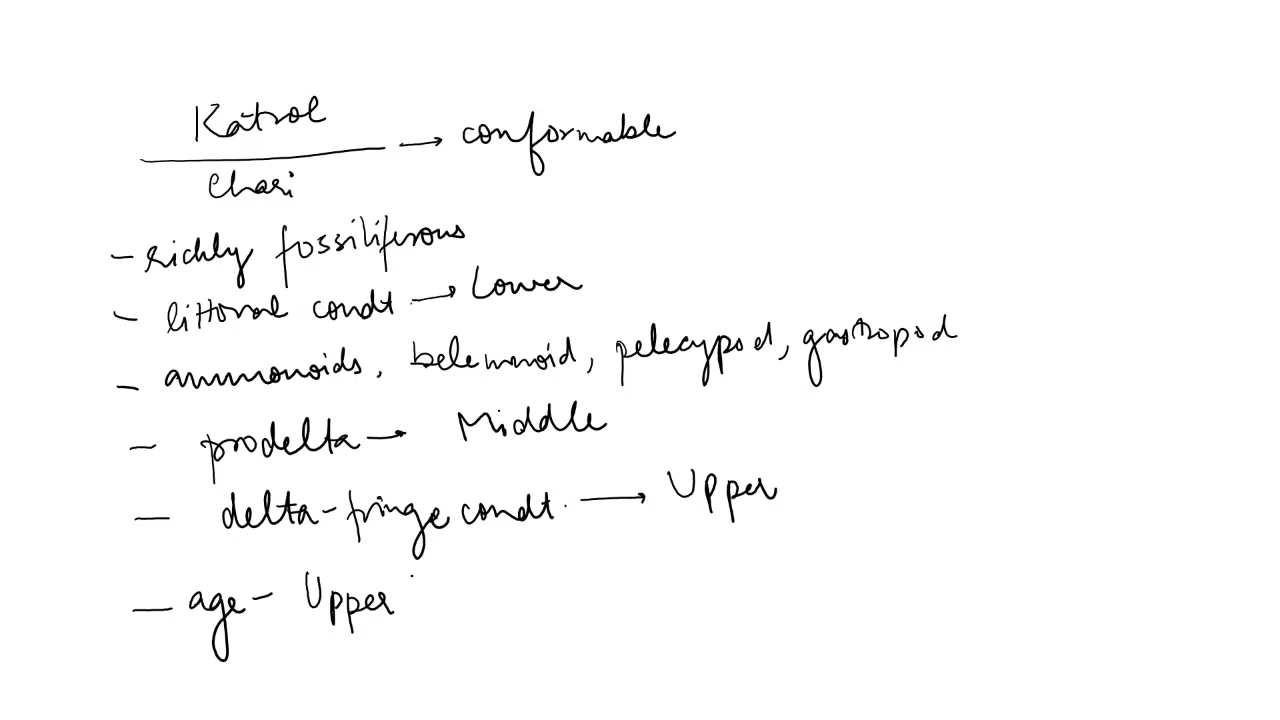 Katrol
→ conformable
Chari
- richly fossiliferous
- littoral condt → Lower
- ammonoids, belemnoid, pelecypod, gastropod
- prodelta → Middle
- delta-fringe condt. → Upper
- age - Upper